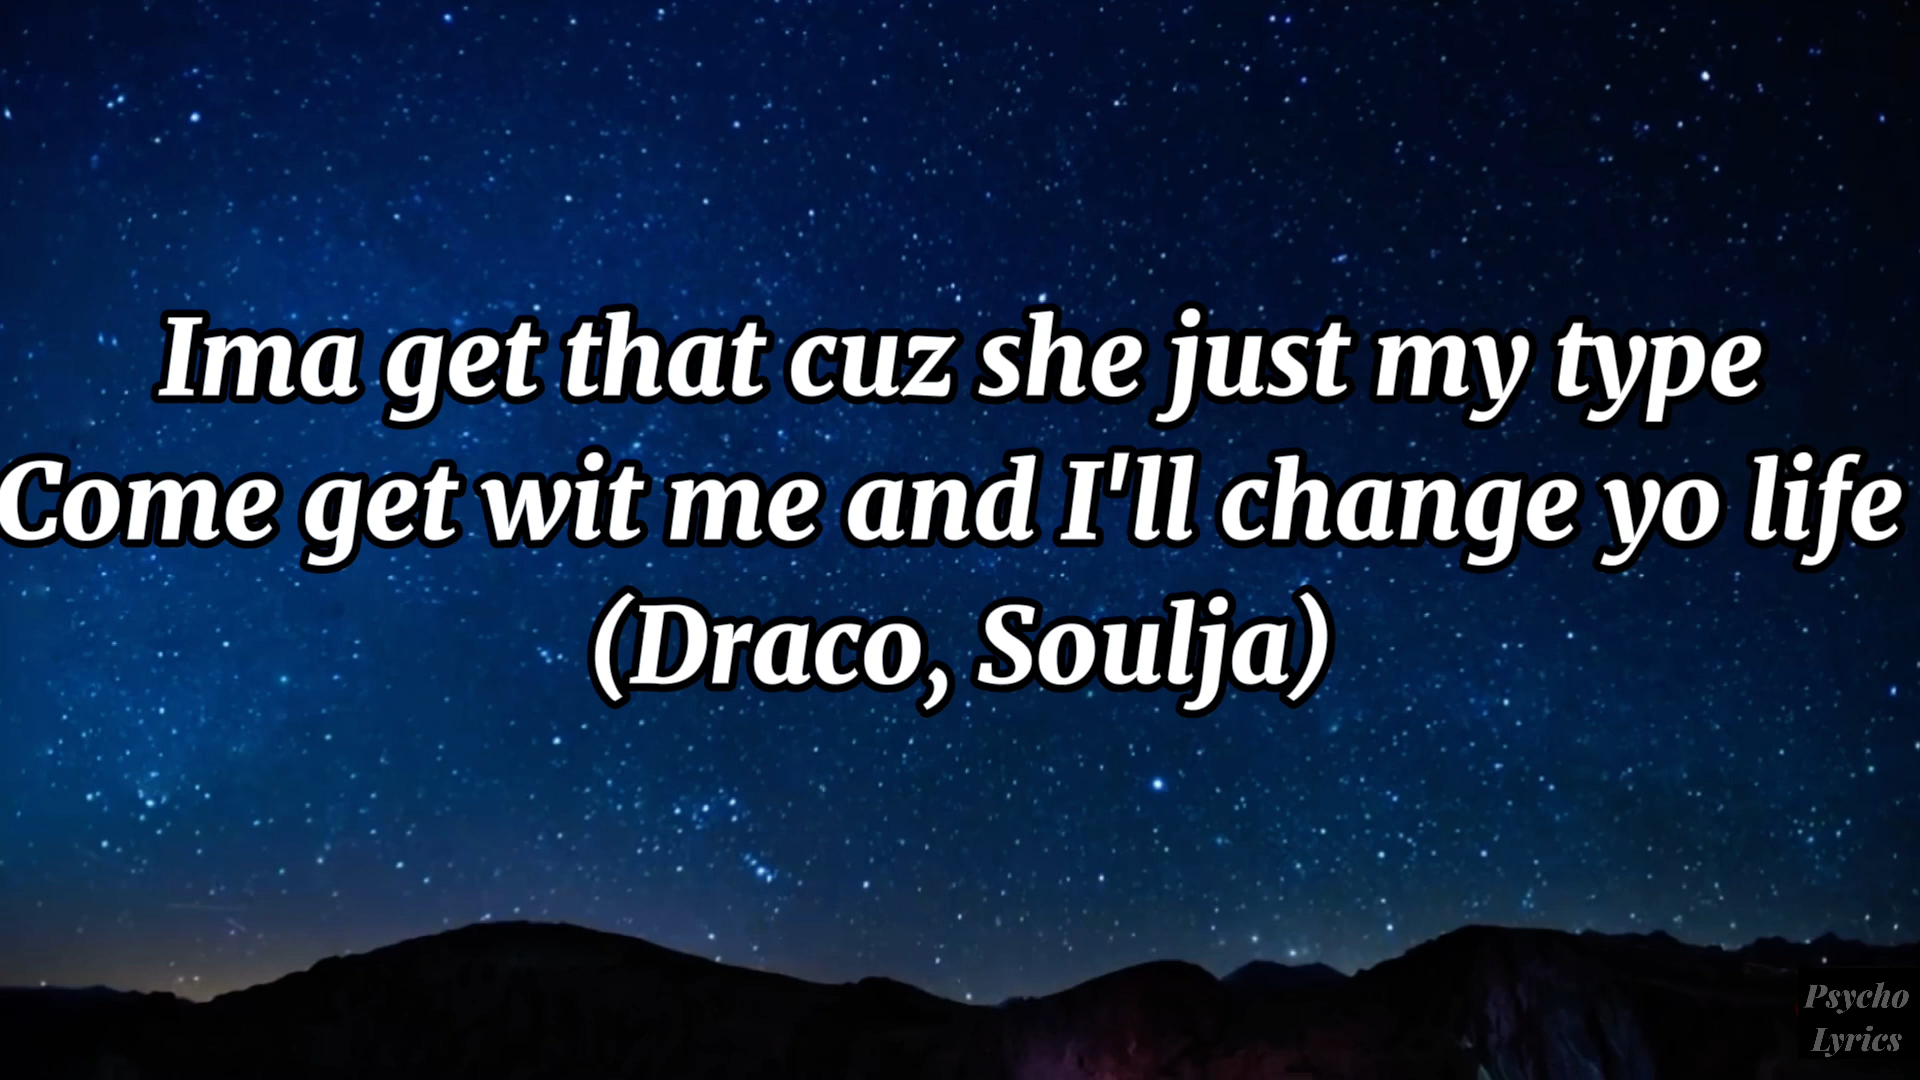 Ima get that cuz she just my type
Come get wit me and I'll change yo life
(Draco, Soulja)
Psycho
Lyrics